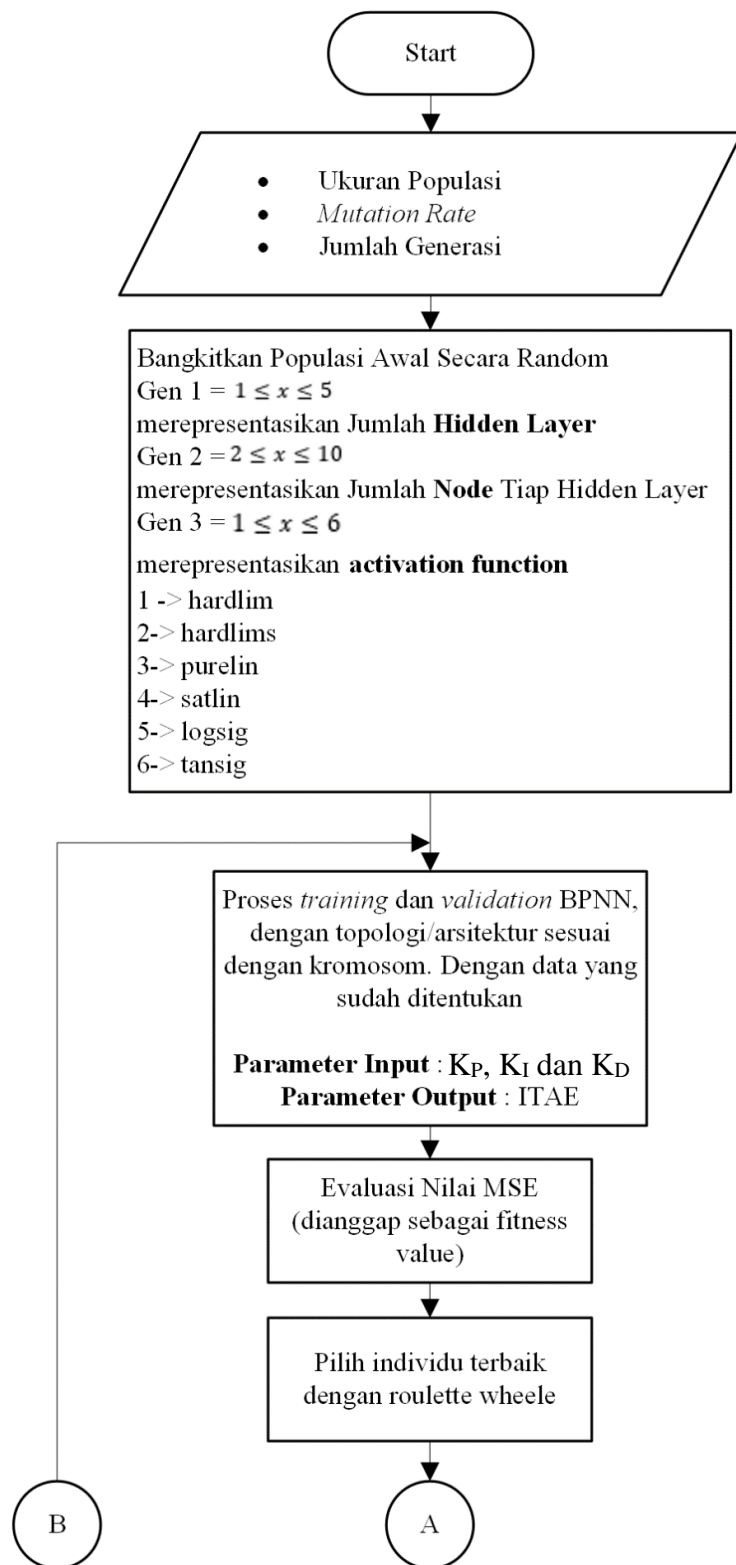 Start
• Ukuran Populasi
• Mutation Rate
• Jumlah Generasi
Bangkitkan Populasi Awal Secara Random
Gen 1 = 1 ≤ x ≤ 5
merepresentasikan Jumlah Hidden Layer
Gen 2 = 2 ≤ x ≤ 10
merepresentasikan Jumlah Node Tiap Hidden Layer
Gen 3 = 1 ≤ x ≤ 6
merepresentasikan activation function
1 -> hardlim
2-> hardlims
3-> purelin
4-> satlin
5-> logsig
6-> tansig
Proses training dan validation BPNN,
dengan topologi/arsitektur sesuai
dengan kromosom. Dengan data yang
sudah ditentukan
Parameter Input : KP, KI dan KD
Parameter Output : ITAE
Evaluasi Nilai MSE
(dianggap sebagai fitness
value)
Pilih individu terbaik
dengan roulette wheele
B
A